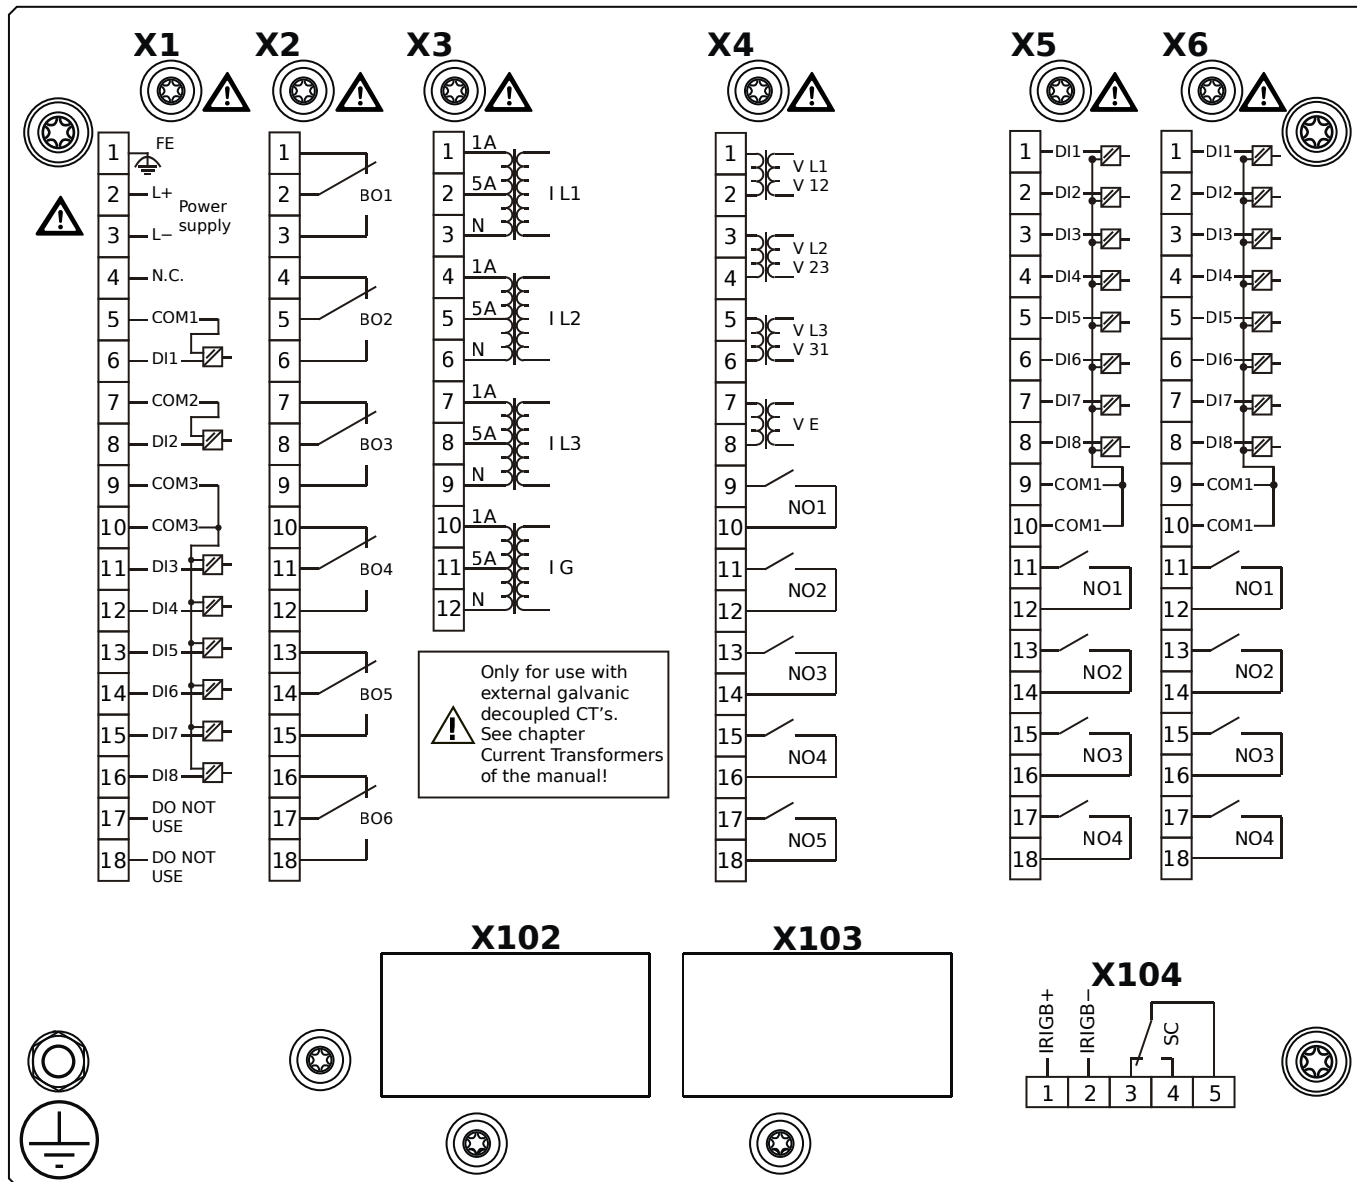 X1
1 FE
2 L+
Power
supply
3 L−
4 N.C.
5 COM1
6 DI1
7 COM2
8 DI2
9 COM3
10 COM3
11 DI3
12 DI4
13 DI5
14 DI6
15 DI7
16 DI8
17 DO NOT
USE
18 DO NOT
USE
X2
1
2 BO1
3
4
5 BO2
6
7
8 BO3
9
10
11 BO4
12
13
14 BO5
15
16
17 BO6
18
X3
1 1A
2 5A I L1
3 N
4 1A
5 5A I L2
6 N
7 1A
8 5A I L3
9 N
10 1A
11 5A I G
12 N
Only for use with
external galvanic
decoupled CT's.
See chapter
Current Transformers
of the manual!
X4
1 V L1
2 V 12
3 V L2
4 V 23
5 V L3
6 V 31
7
V E
8
9
NO1
10
11
NO2
12
13
NO3
14
15
NO4
16
17
NO5
18
X5
1 DI1
2 DI2
3 DI3
4 DI4
5 DI5
6 DI6
7 DI7
8 DI8
9 COM1
10 COM1
11
NO1
12
13
NO2
14
15
NO3
16
17
NO4
18
X6
1 DI1
2 DI2
3 DI3
4 DI4
5 DI5
6 DI6
7 DI7
8 DI8
9 COM1
10 COM1
11
NO1
12
13
NO2
14
15
NO3
16
17
NO4
18
X102
X103
X104
IRIGB+
IRIGB−
SC
1 2 3 4 5